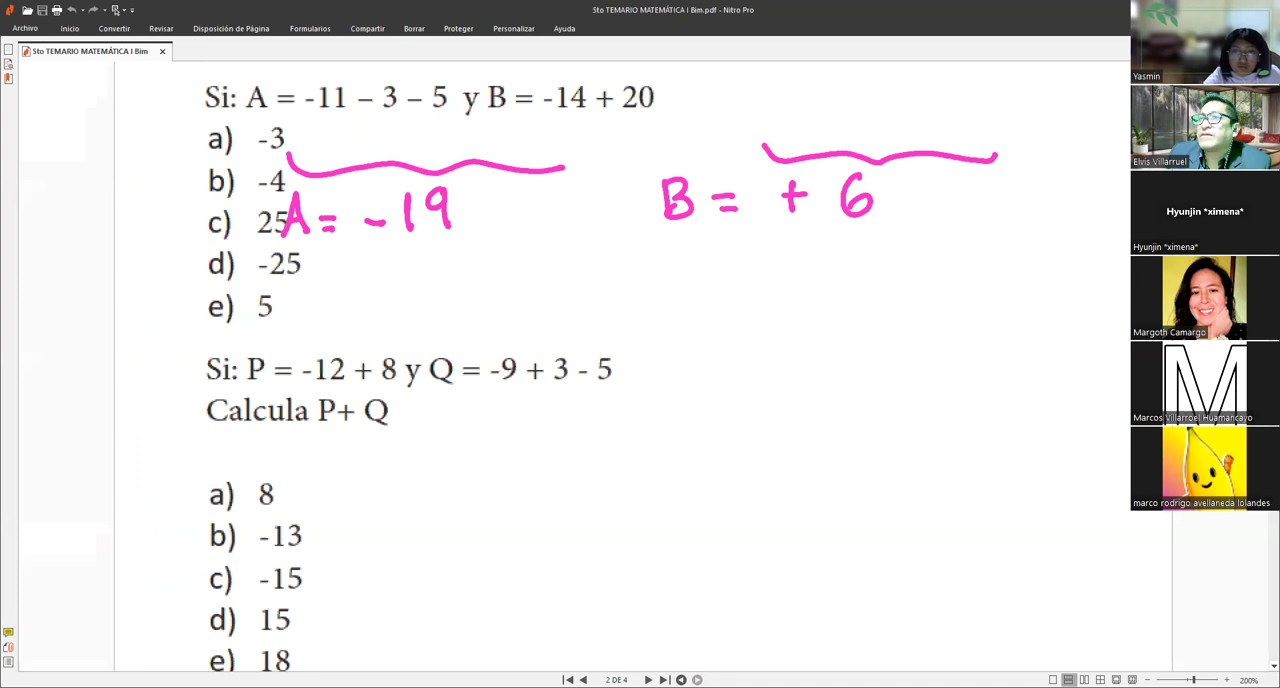 5to TEMARIO MATEMÁTICA I Bim.pdf - Nitro Pro
Archivo Inicio Convertir Revisar Disposición de Página Formularios Compartir Borrar Proteger Personalizar Ayuda
5to TEMARIO MATEMÁTICA I Bim
Si: A = -11 – 3 – 5 y B = -14 + 20
a) -3
b) -4
c) 25
d) -25
e) 5
A = -19
B = + 6
Si: P = -12 + 8 y Q = -9 + 3 - 5
Calcula P+ Q
a) 8
b) -13
c) -15
d) 15
e) 18
Yasmin
Elvis Villarruel
Hyunjin *ximena*
Hyunjin *ximena*
Margoth Camargo
M
Marcos Villarroel Huamancayo
marco rodrigo avellaneda lolandes
2 DE 4
200%